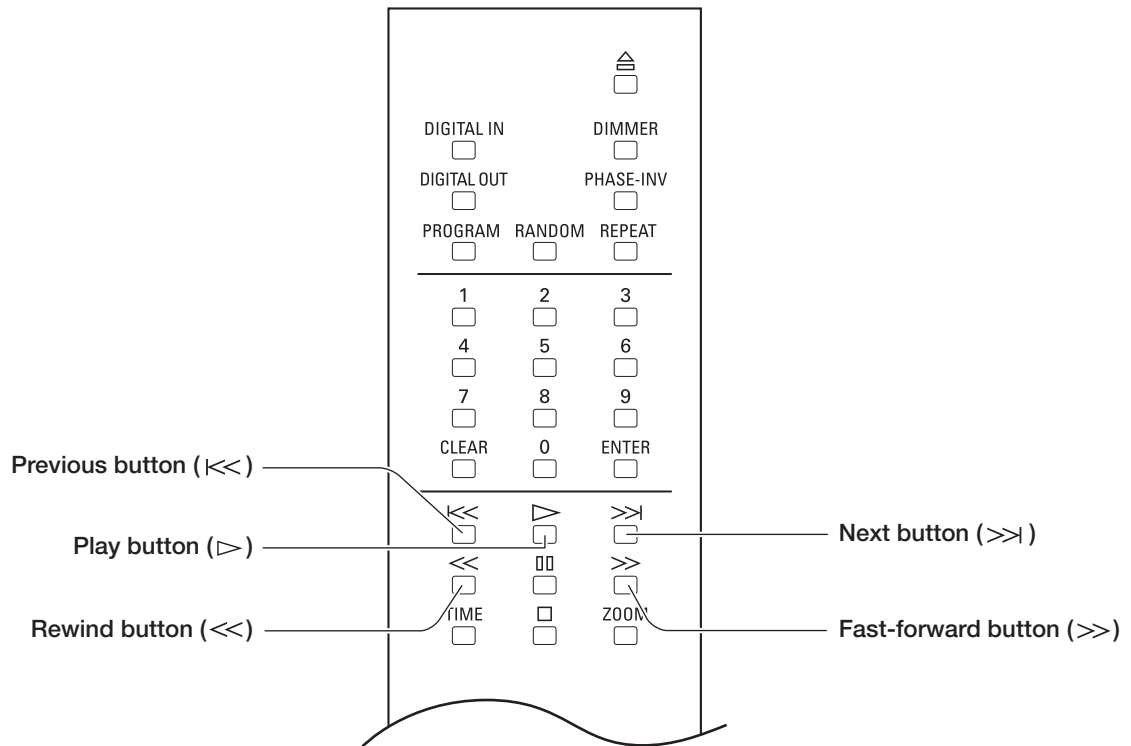 DIGITAL IN DIMMER
DIGITAL OUT PHASE-INV
PROGRAM RANDOM REPEAT
1 2 3
4 5 6
7 8 9
CLEAR 0 ENTER
Previous button (|<<)
Play button (▷)
Next button (>>|)
Rewind button (<<)
TIME ZOOM
Fast-forward button (>>)